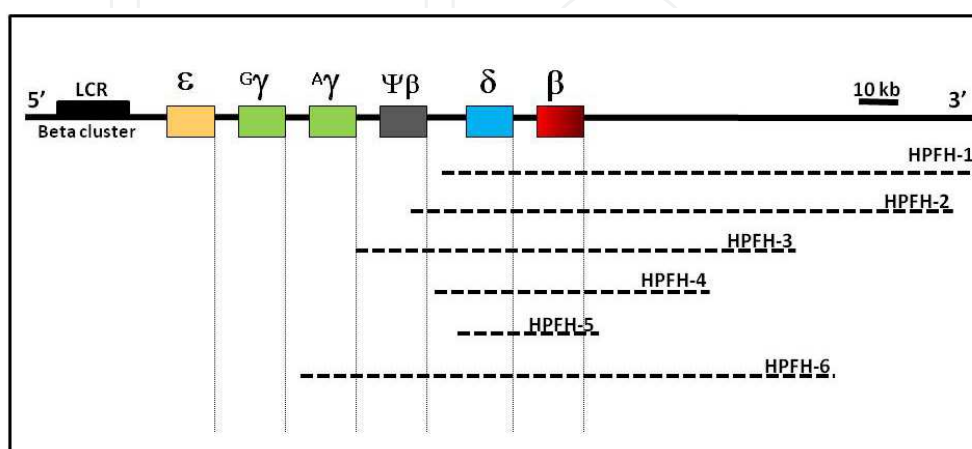 ε ᴳγ ᴬγ Ψβ δ β
5’ LCR 10 kb 3’
Beta cluster
HPFH-1
HPFH-2
HPFH-3
HPFH-4
HPFH-5
HPFH-6